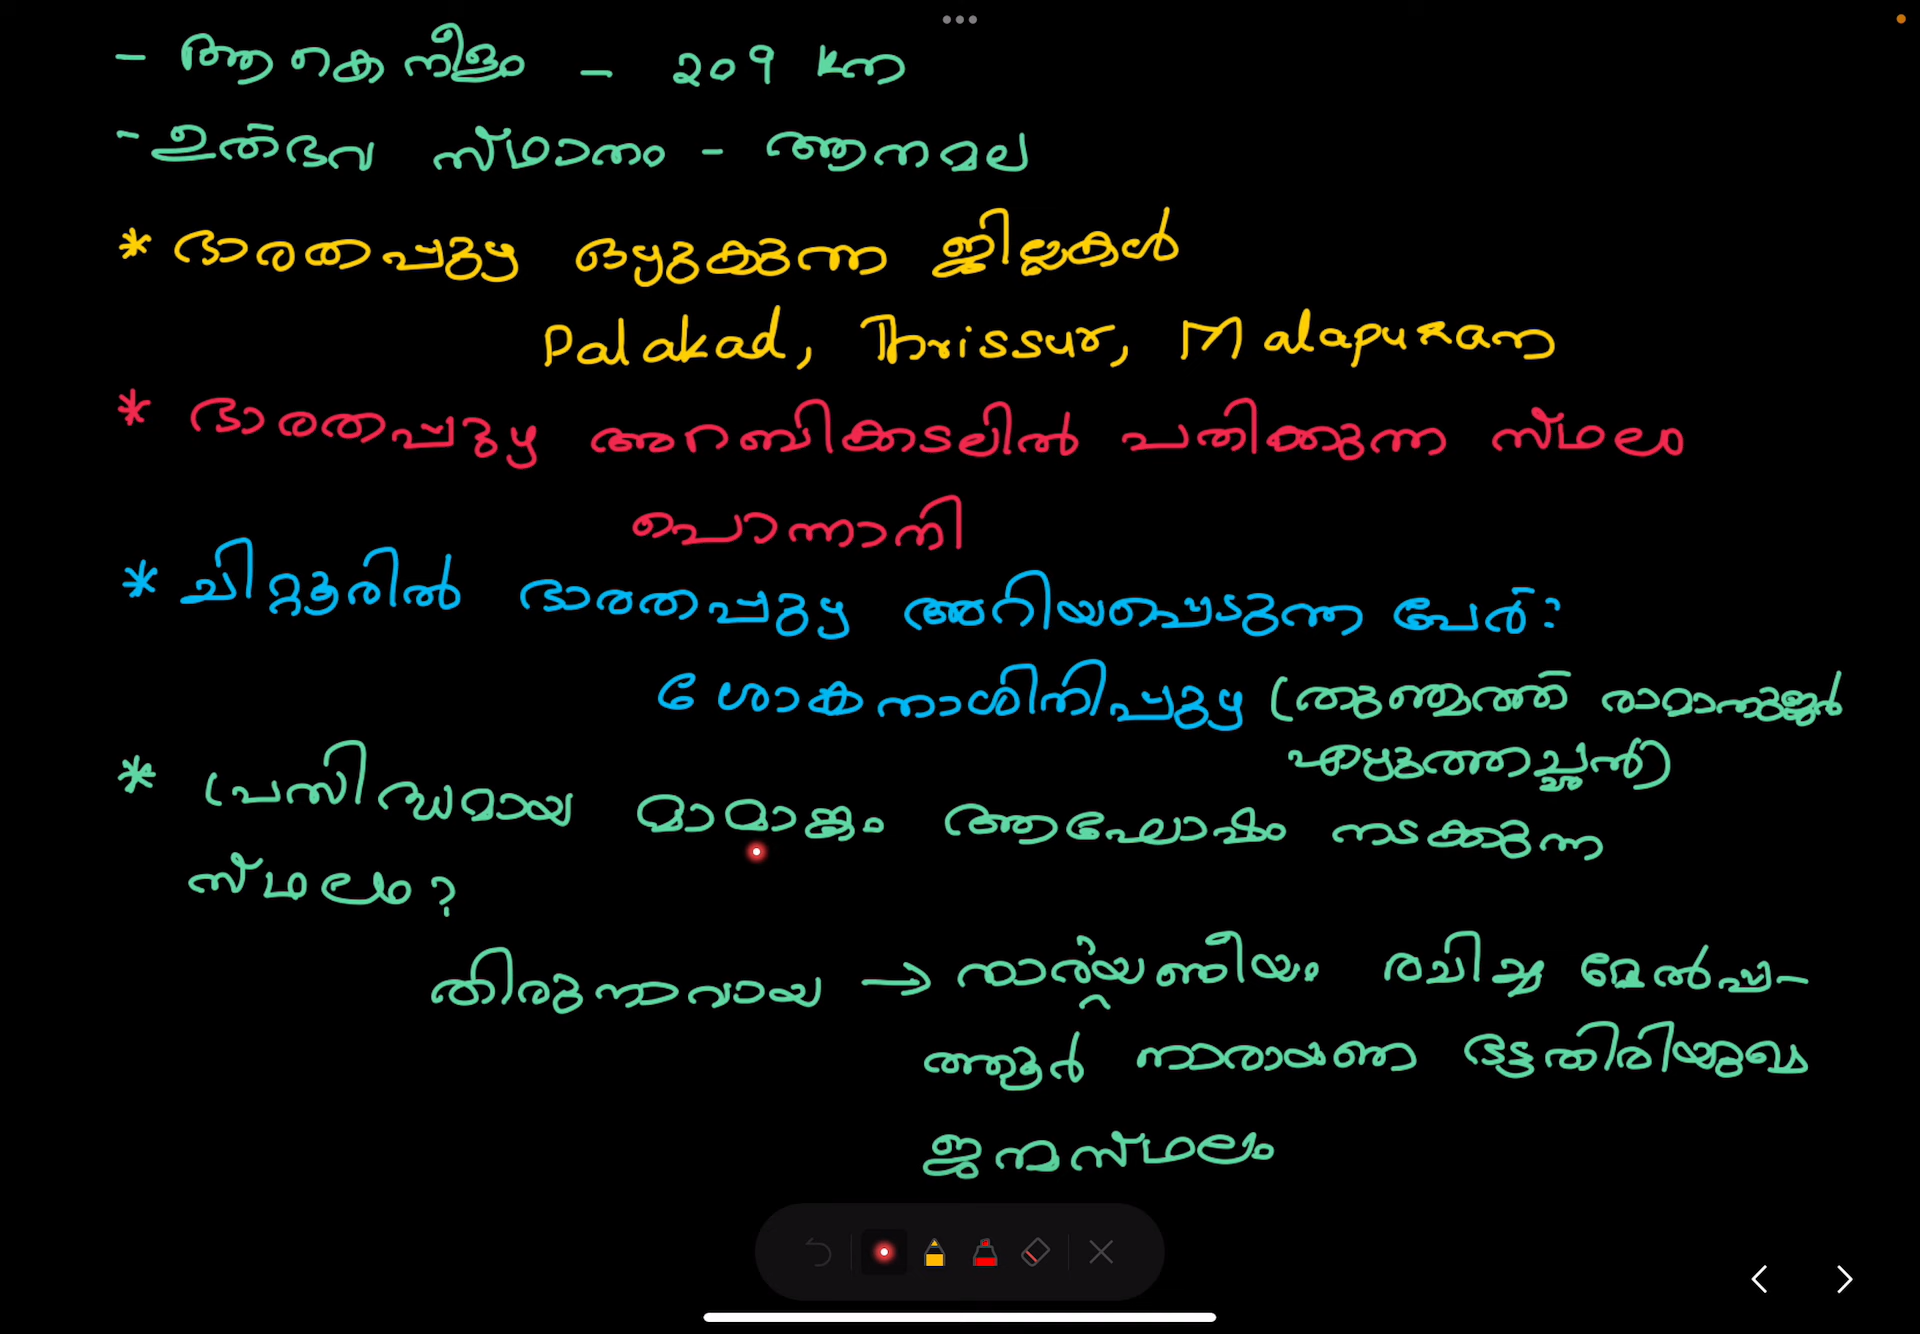 - ആകെ നീളം - 209 km
- ഉത്ഭവ സ്ഥാനം - ആനമല
* ഭാരതപ്പുഴ ഒഴുകുന്ന ജില്ലകൾ
Palakad, Thrissur, Malapuram
* ഭാരതപ്പുഴ അറബിക്കടലിൽ പതിക്കുന്ന സ്ഥലം
പൊന്നാനി
* ചിറ്റൂരിൽ ഭാരതപ്പുഴ അറിയപ്പെടുന്ന പേര്?
ശോകനാശിനിപ്പുഴ (തുഞ്ചത്ത് രാമാനുജൻ
എഴുത്തച്ഛൻ)
* പ്രസിദ്ധമായ മാമാങ്കം ആഘോഷം നടക്കുന്ന
സ്ഥലം?
തിരുന്നാവായ → നാരായണീയം രചിച്ച മേൽപ്പ-
ത്തൂർ നാരായണ ഭട്ടതിരിയുടെ
ജന്മസ്ഥലം